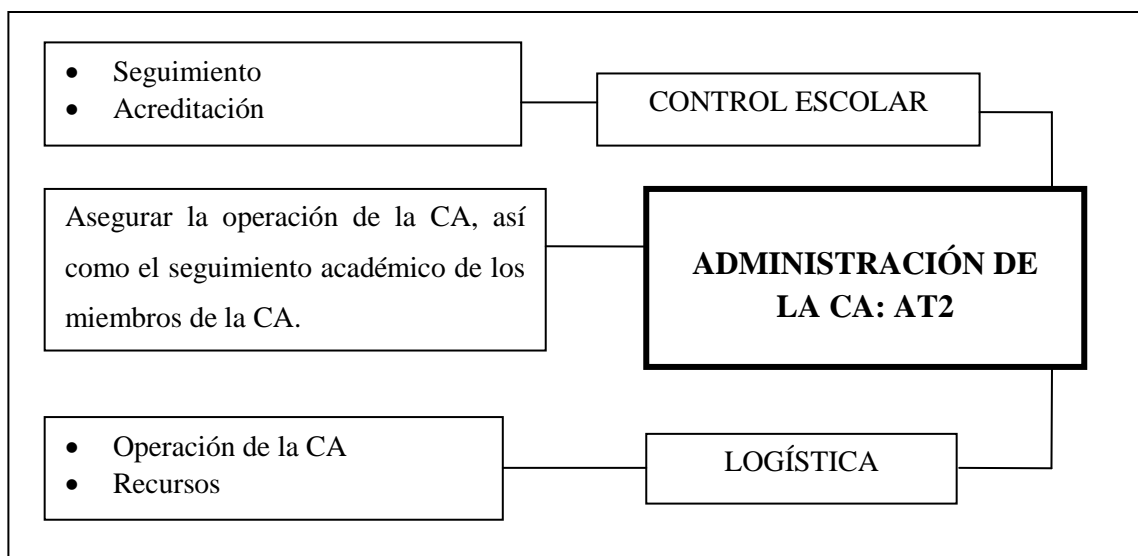 • Seguimiento
• Acreditación
CONTROL ESCOLAR
Asegurar la operación de la CA, así
como el seguimiento académico de los
miembros de la CA.
ADMINISTRACIÓN DE
LA CA: AT2
• Operación de la CA
• Recursos
LOGÍSTICA